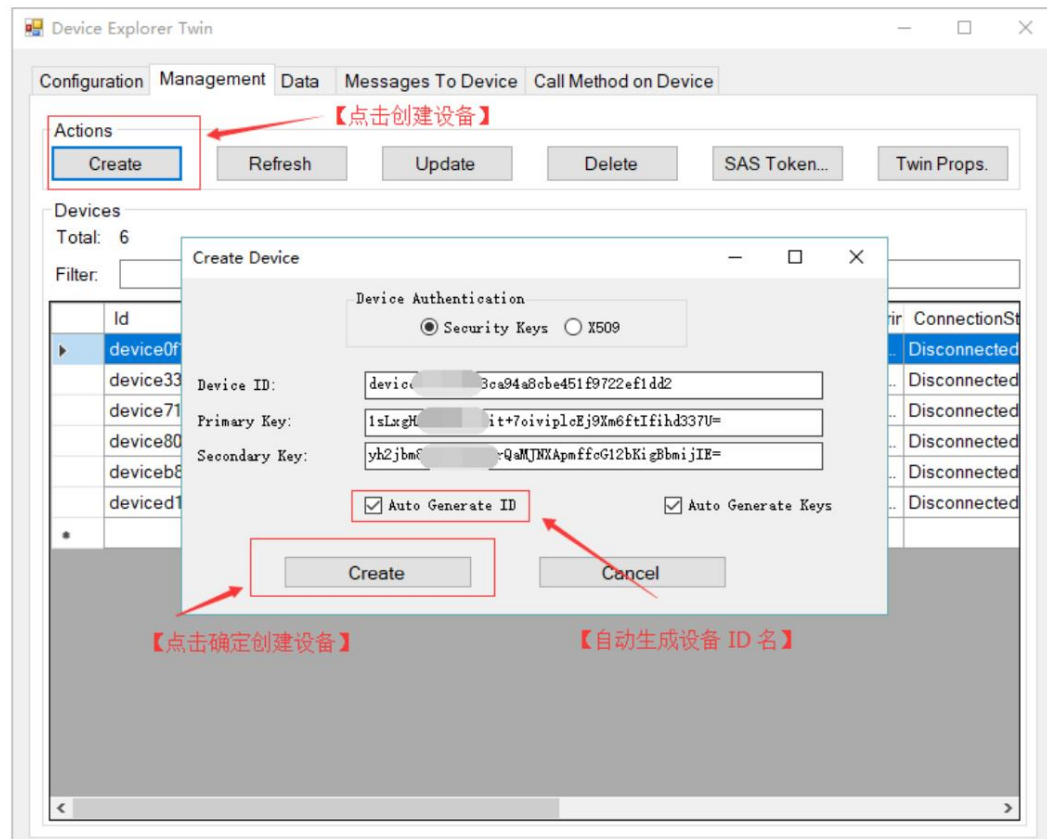 Device Explorer Twin
Configuration Management Data Messages To Device Call Method on Device
【点击创建设备】
Actions
Create Refresh Update Delete SAS Token... Twin Props.
Devices
Total: 6
Filter:
Create Device
Device Authentication
Security Keys X509
Id ConnectionSt
device0f Disconnected
device33 Disconnected
Device ID: 3ca94a8cbe451f9722ef1dd2
device71 Disconnected
Primary Key: it+7oiviplcEj9Xm6ftIfihd337U=
device80 Disconnected
Secondary Key: yh2jbm rQaMJNXApmffcG12bKigBbmijIE=
deviceb8 Disconnected
deviced1 Disconnected
Auto Generate ID Auto Generate Keys
Create Cancel
【点击确定创建设备】 【自动生成设备 ID 名】